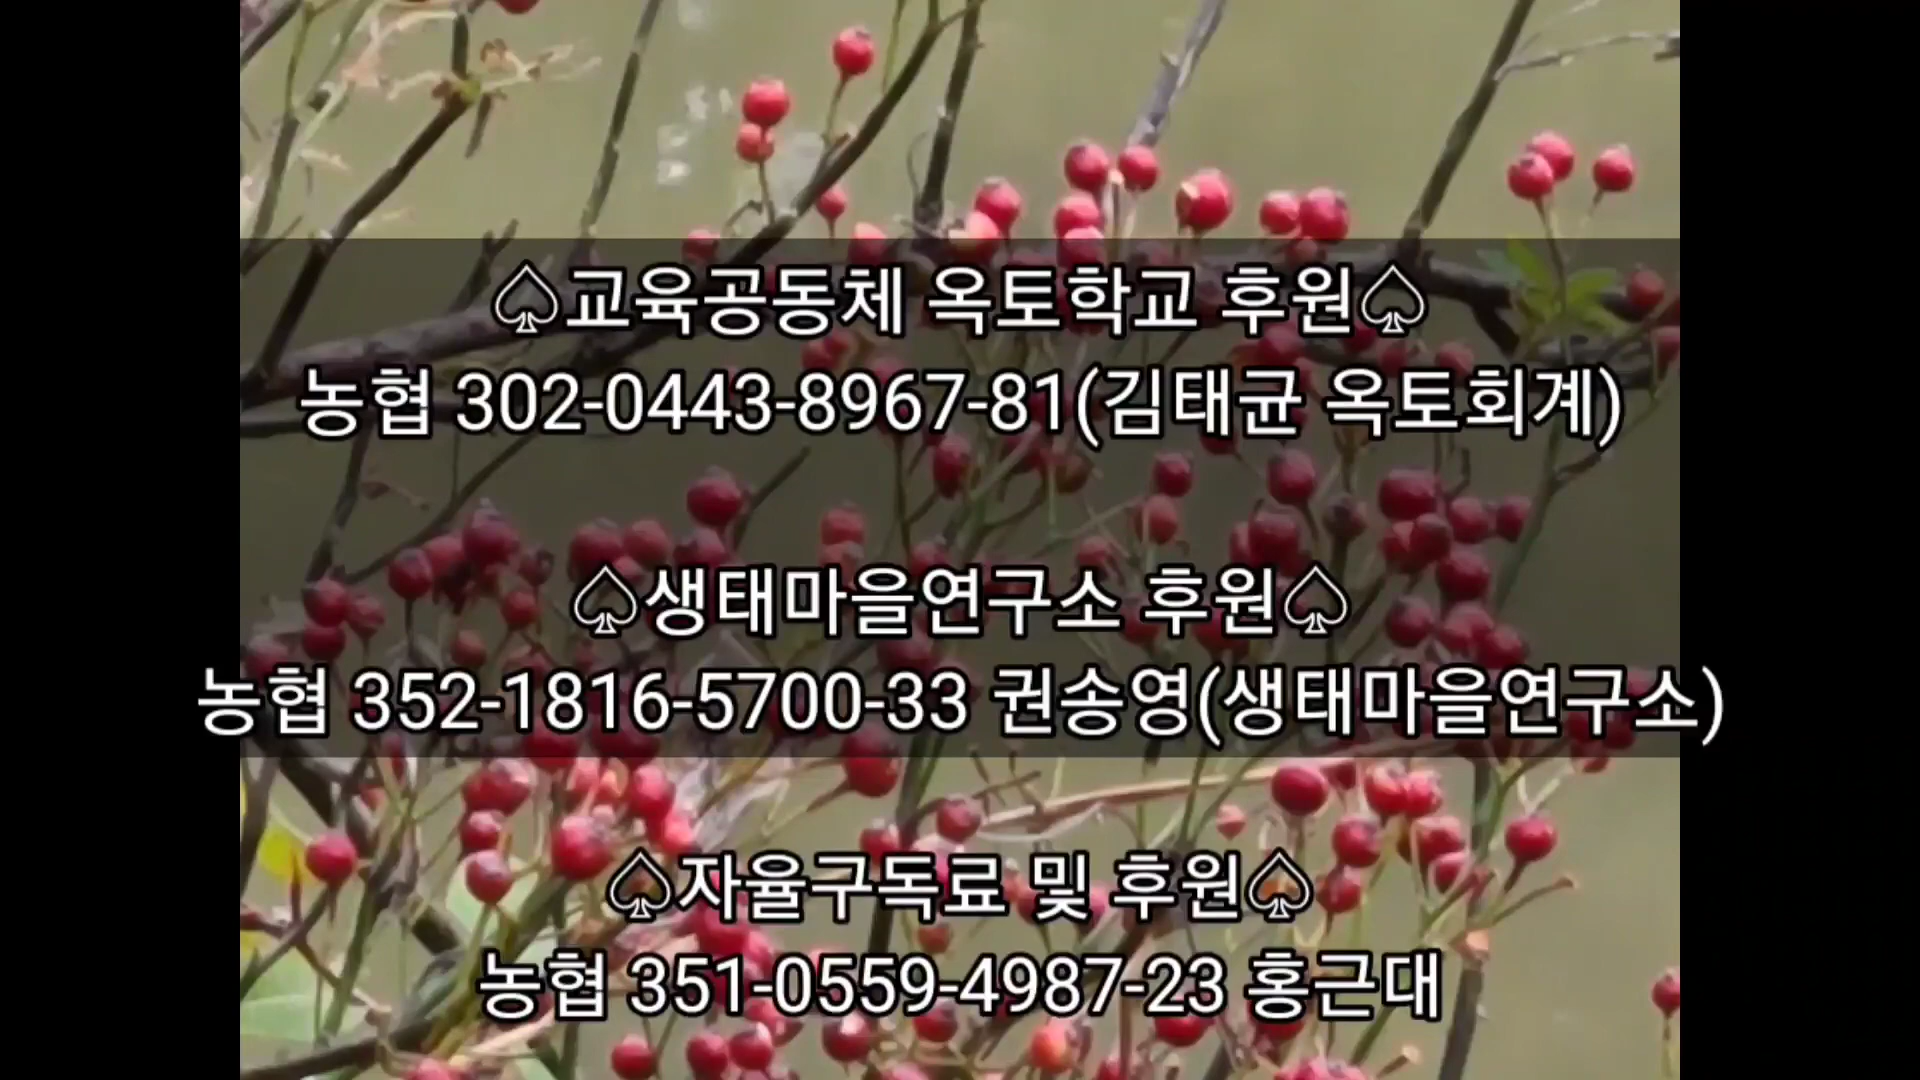 ♤교육공동체 옥토학교 후원♤
농협 302-0443-8967-81(김태균 옥토회계)
♤생태마을연구소 후원♤
농협 352-1816-5700-33 권송영(생태마을연구소)
♤자율구독료 및 후원♤
농협 351-0559-4987-23 홍근대